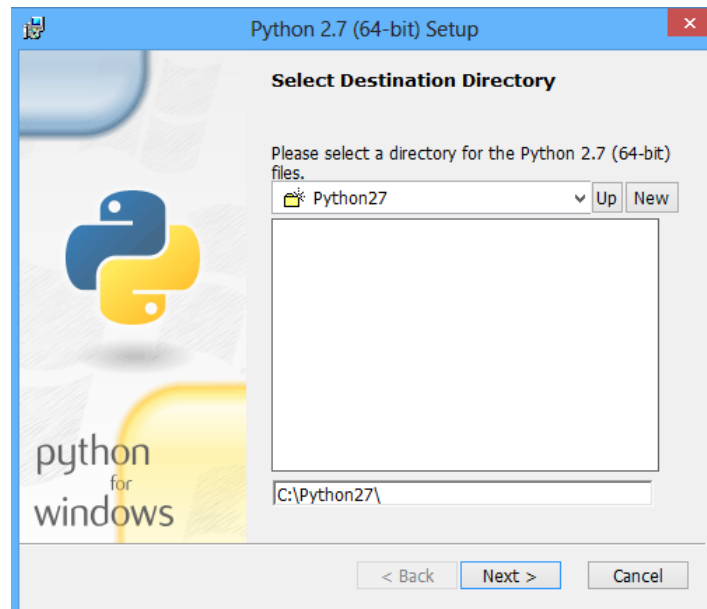 Python 2.7 (64-bit) Setup
Select Destination Directory
Please select a directory for the Python 2.7 (64-bit)
files.
Python27
Up
New
C:\Python27\
python
for
windows
< Back
Next >
Cancel